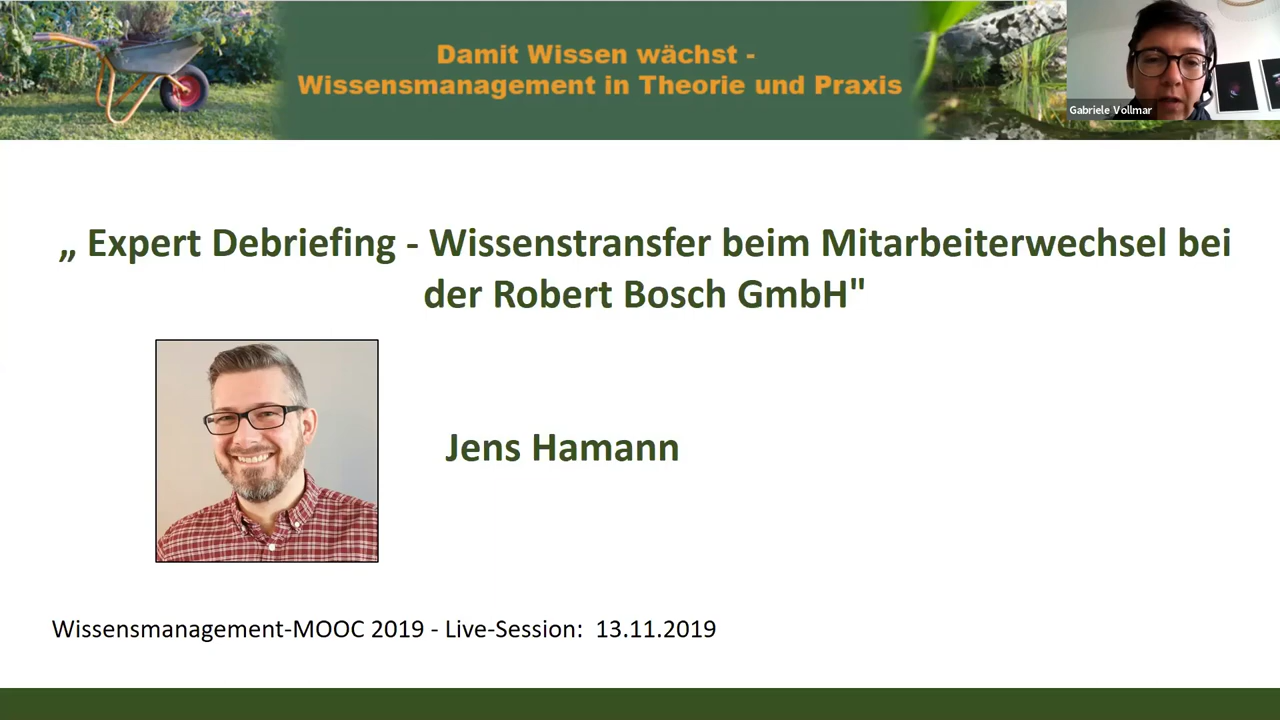 Damit Wissen wächst -
Wissensmanagement in Theorie und Praxis
Gabriele Vollmar
„ Expert Debriefing - Wissenstransfer beim Mitarbeiterwechsel bei
der Robert Bosch GmbH"
Jens Hamann
Wissensmanagement-MOOC 2019 - Live-Session:  13.11.2019